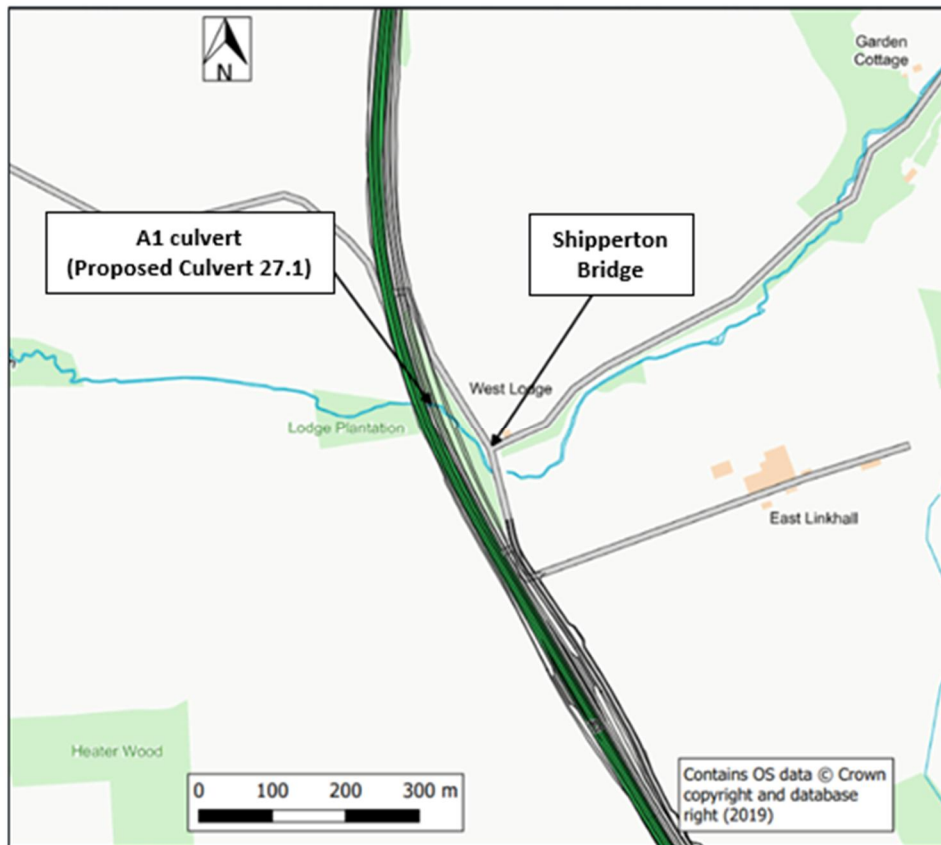 N
Garden
Cottage
A1 culvert
(Proposed Culvert 27.1)
Shipperton
Bridge
West Lodge
Lodge Plantation
East Linkhall
Heater Wood
0 100 200 300 m
Contains OS data © Crown
copyright and database
right (2019)